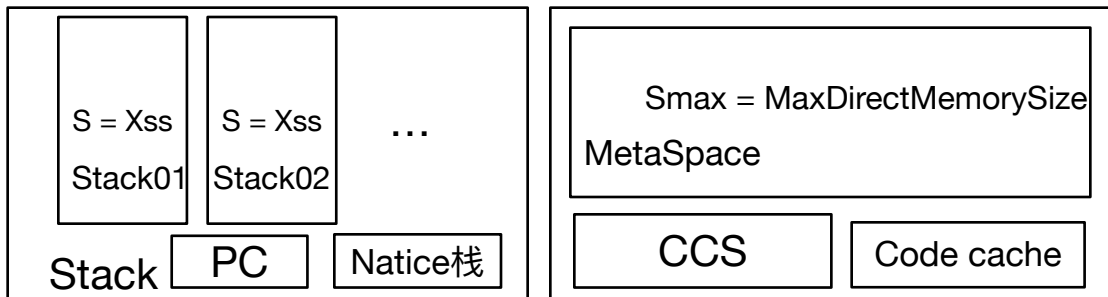 S = Xss
Stack01
S = Xss
Stack02
...
Stack
PC
Natice栈
Smax = MaxDirectMemorySize
MetaSpace
CCS
Code cache